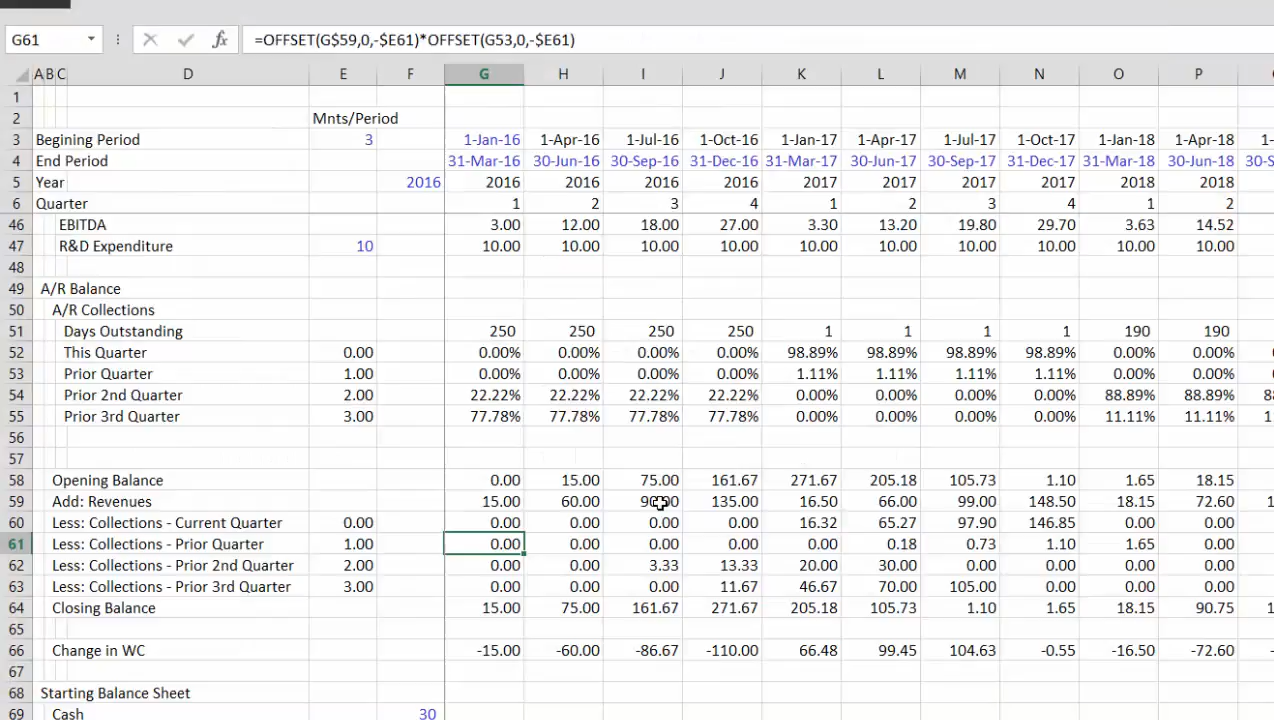 G61 fx =OFFSET(G$59,0,-$E61)*OFFSET(G53,0,-$E61)
A B C D E F G H I J K L M N O P
1
2 Mnts/Period
3 Begining Period 3 1-Jan-16 1-Apr-16 1-Jul-16 1-Oct-16 1-Jan-17 1-Apr-17 1-Jul-17 1-Oct-17 1-Jan-18 1-Apr-18
4 End Period 31-Mar-16 30-Jun-16 30-Sep-16 31-Dec-16 31-Mar-17 30-Jun-17 30-Sep-17 31-Dec-17 31-Mar-18 30-Jun-18 30-S
5 Year 2016 2016 2016 2016 2016 2017 2017 2017 2017 2018 2018
6 Quarter 1 2 3 4 1 2 3 4 1 2
46 EBITDA 3.00 12.00 18.00 27.00 3.30 13.20 19.80 29.70 3.63 14.52
47 R&D Expenditure 10 10.00 10.00 10.00 10.00 10.00 10.00 10.00 10.00 10.00 10.00
48
49 A/R Balance
50 A/R Collections
51 Days Outstanding 250 250 250 250 1 1 1 1 190 190
52 This Quarter 0.00 0.00% 0.00% 0.00% 0.00% 98.89% 98.89% 98.89% 98.89% 0.00% 0.00%
53 Prior Quarter 1.00 0.00% 0.00% 0.00% 0.00% 1.11% 1.11% 1.11% 1.11% 0.00% 0.00%
54 Prior 2nd Quarter 2.00 22.22% 22.22% 22.22% 22.22% 0.00% 0.00% 0.00% 0.00% 88.89% 88.89% 88
55 Prior 3rd Quarter 3.00 77.78% 77.78% 77.78% 77.78% 0.00% 0.00% 0.00% 0.00% 11.11% 11.11% 1
56
57
58 Opening Balance 0.00 15.00 75.00 161.67 271.67 205.18 105.73 1.10 1.65 18.15
59 Add: Revenues 15.00 60.00 135.00 16.50 66.00 99.00 148.50 18.15 72.60
60 Less: Collections - Current Quarter 0.00 0.00 0.00 0.00 0.00 16.32 65.27 97.90 146.85 0.00 0.00
61 Less: Collections - Prior Quarter 1.00 0.00 0.00 0.00 0.00 0.00 0.18 0.73 1.10 1.65 0.00
62 Less: Collections - Prior 2nd Quarter 2.00 0.00 0.00 3.33 13.33 20.00 30.00 0.00 0.00 0.00 0.00
63 Less: Collections - Prior 3rd Quarter 3.00 0.00 0.00 0.00 11.67 46.67 70.00 105.00 0.00 0.00 0.00
64 Closing Balance 15.00 75.00 161.67 271.67 205.18 105.73 1.10 1.65 18.15 90.75 1
65
66 Change in WC -15.00 -60.00 -86.67 -110.00 66.48 99.45 104.63 -0.55 -16.50 -72.60 -
67
68 Starting Balance Sheet
69 Cash 30